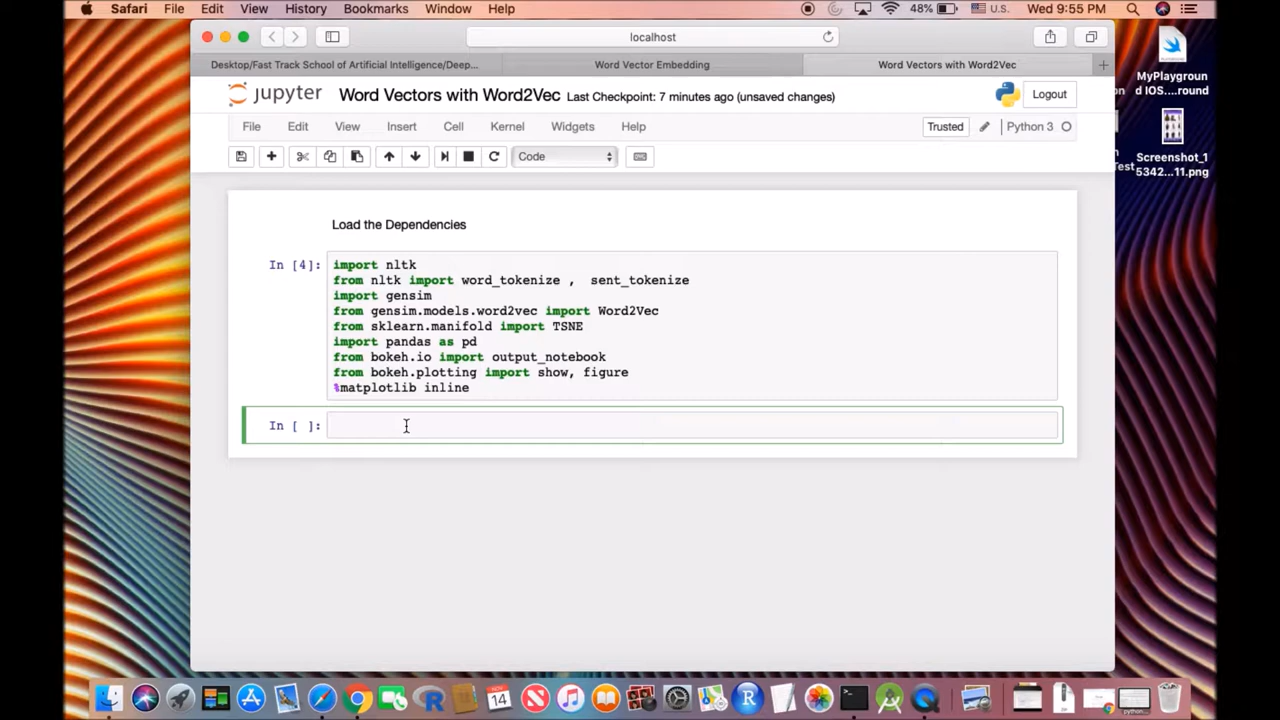 Safari File Edit View History Bookmarks Window Help 48% U.S. Wed 9:55 PM
localhost
Desktop/Fast Track School of Artificial Intelligence/Deep... Word Vector Embedding Word Vectors with Word2Vec +
jupyter Word Vectors with Word2Vec Last Checkpoint: 7 minutes ago (unsaved changes) Logout
File Edit View Insert Cell Kernel Widgets Help Trusted Python 3
Code
Load the Dependencies
In [4]: import nltk
from nltk import word_tokenize , sent_tokenize
import gensim
from gensim.models.word2vec import Word2Vec
from sklearn.manifold import TSNE
import pandas as pd
from bokeh.io import output_notebook
from bokeh.plotting import show, figure
%matplotlib inline
In [ ]:
MyPlaygroun
d IOS....round
Screenshot_1
5342...11.png
NOV
14